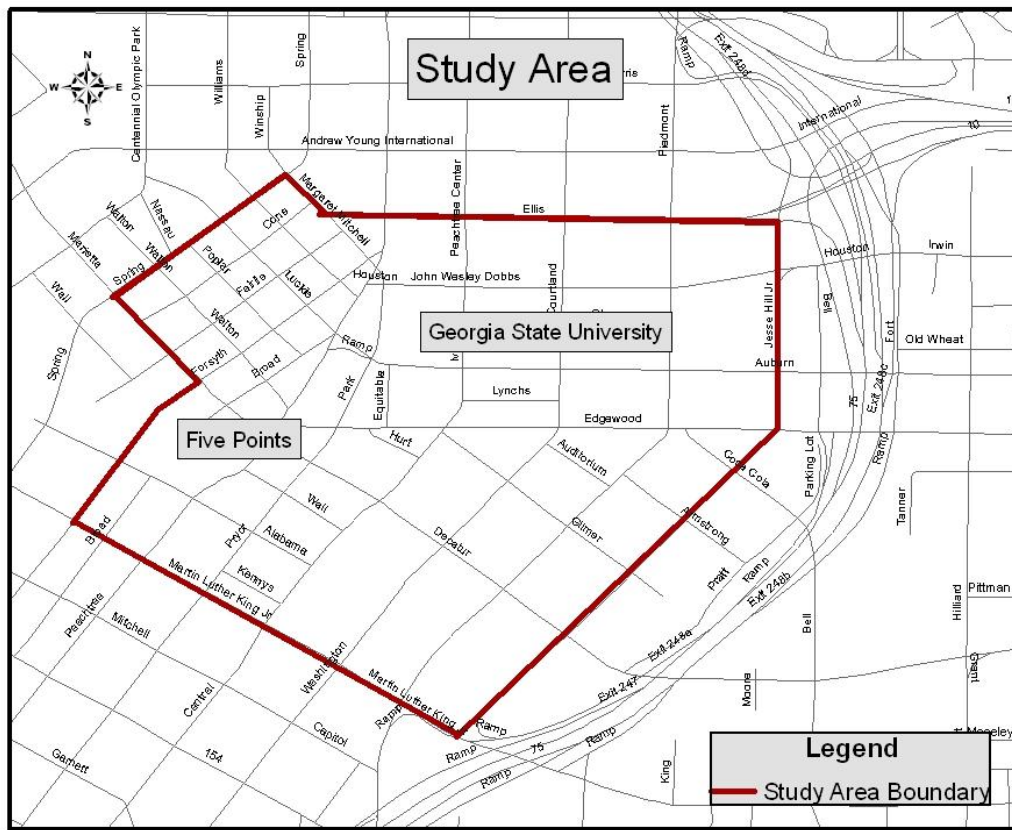 Study Area
N
W
E
S
Centennial Olympic Park
Williams
Spring
Winship
Ramp
Exit 248d
International
10
Andrew Young International
Peachtree Center
Piedmont
Margaret Mitchell
Ellis
Cone
Walton
Nassau
Marietta
Walton
Spring
Poplar
Fairlie
Luckie
Wall
Walton
Houston
John Wesley Dobbs
Courtland
Houston
Irwin
Bell
Jesse Hill Jr
Fort
Old Wheat
Georgia State University
Spring
Forsyth
Broad
Ramp
Park
Equitable
Auburn
Lynchs
Edgewood
75
Exit 248c
Ramp
Five Points
Hurt
Auditorium
Coca Cola
Parking Lot
Wall
Decatur
Gilmer
Armstrong
Tanner
Broad
Pryor
Alabama
Kennys
Martin Luther King Jr
Pratt
Ramp
Exit 248b
Peachtree
Mitchell
Bell
Hilliard
Pittman
Central
Washington
Martin Luther King
Exit 248a
Exit 247
Moore
Grant
Ramp
Ramp
Capitol
154
Garnett
Ramp
75
Ramp
Ramp
King
Moseley
Legend
Study Area Boundary